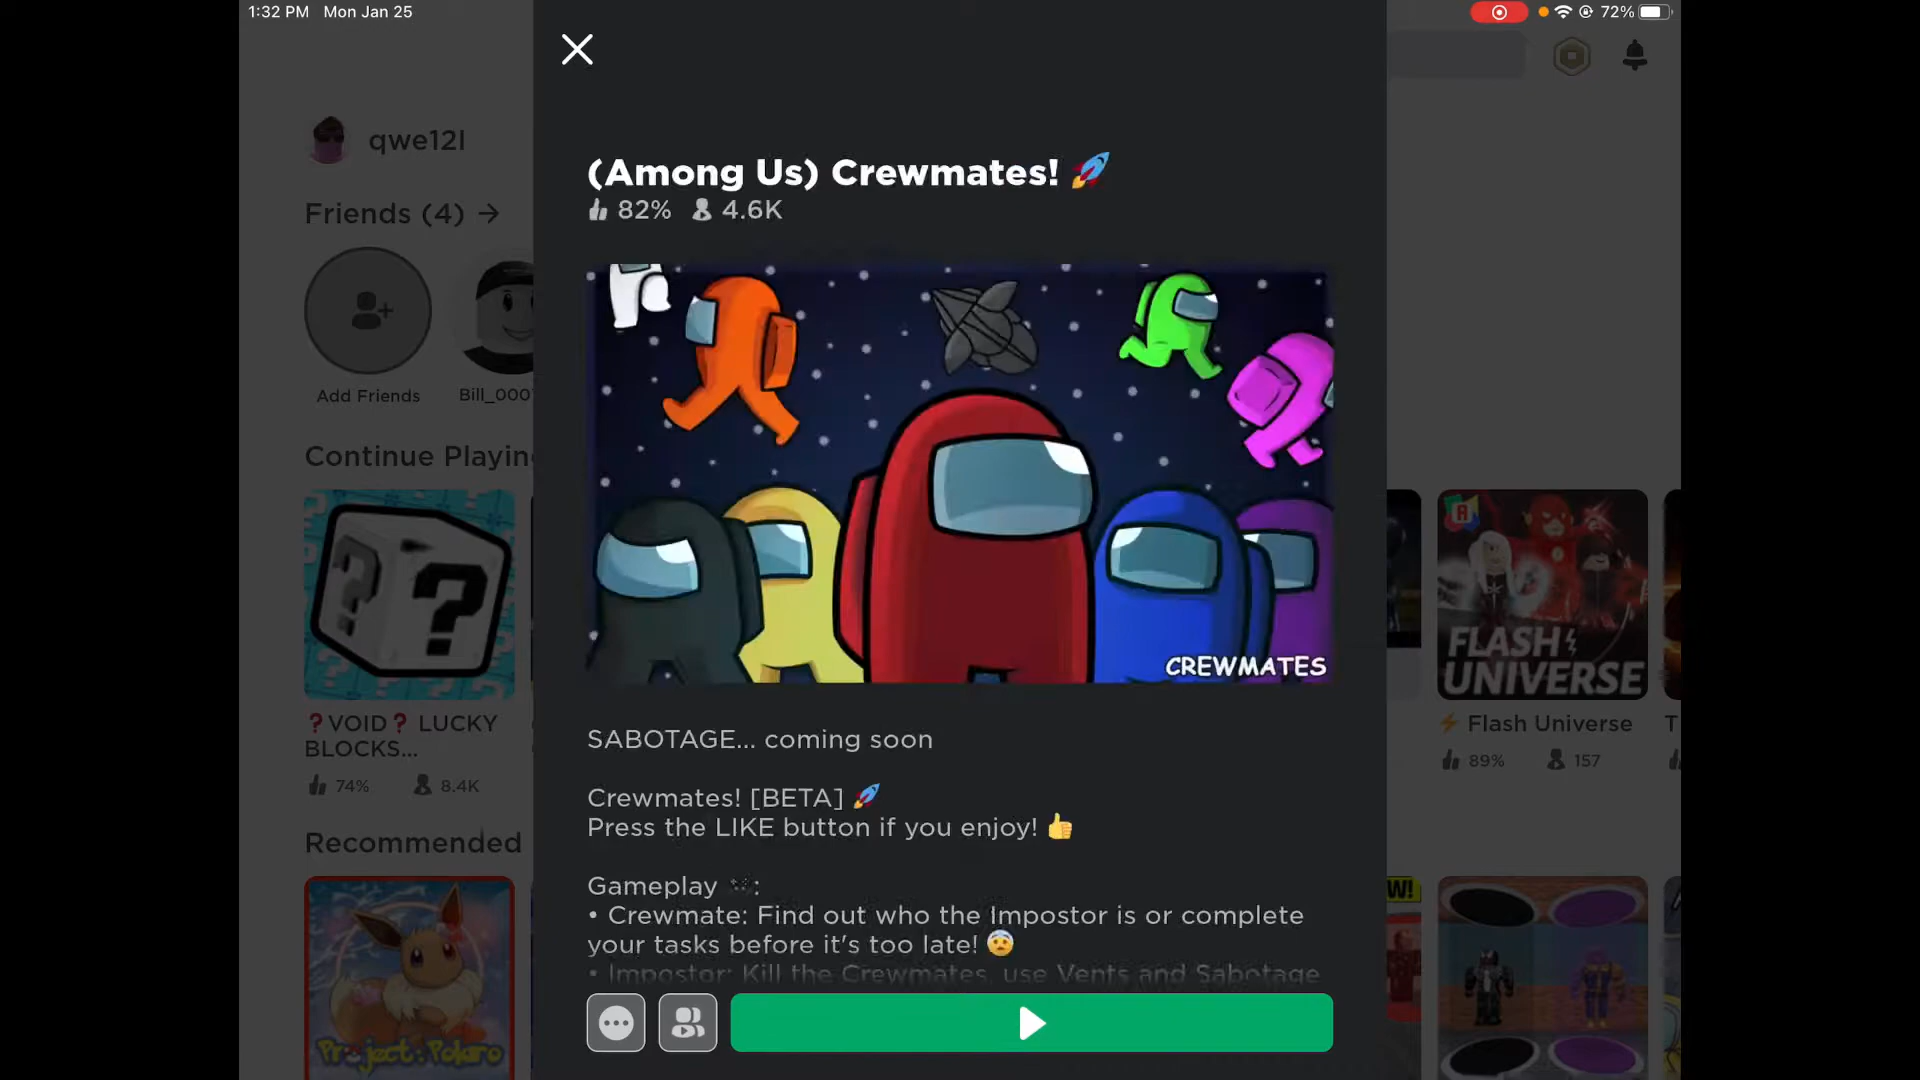 1:32 PM Mon Jan 25
72%
qwe12l
Friends (4) →
Add Friends
Bill_000
Continue Playin
?
?
❓VOID❓ LUCKY
BLOCKS...
74% 8.4K
Recommended
Project: Polaro
(Among Us) Crewmates! 🚀
82% 4.6K
CREWMATES
SABOTAGE... coming soon
Crewmates! [BETA] 🚀
Press the LIKE button if you enjoy! 👍
Gameplay 🎮:
• Crewmate: Find out who the Impostor is or complete
your tasks before it's too late! 😨
• Impostor: Kill the Crewmates, use Vents and Sabotage
FLASH
UNIVERSE
⚡ Flash Universe
89% 157
T
W!